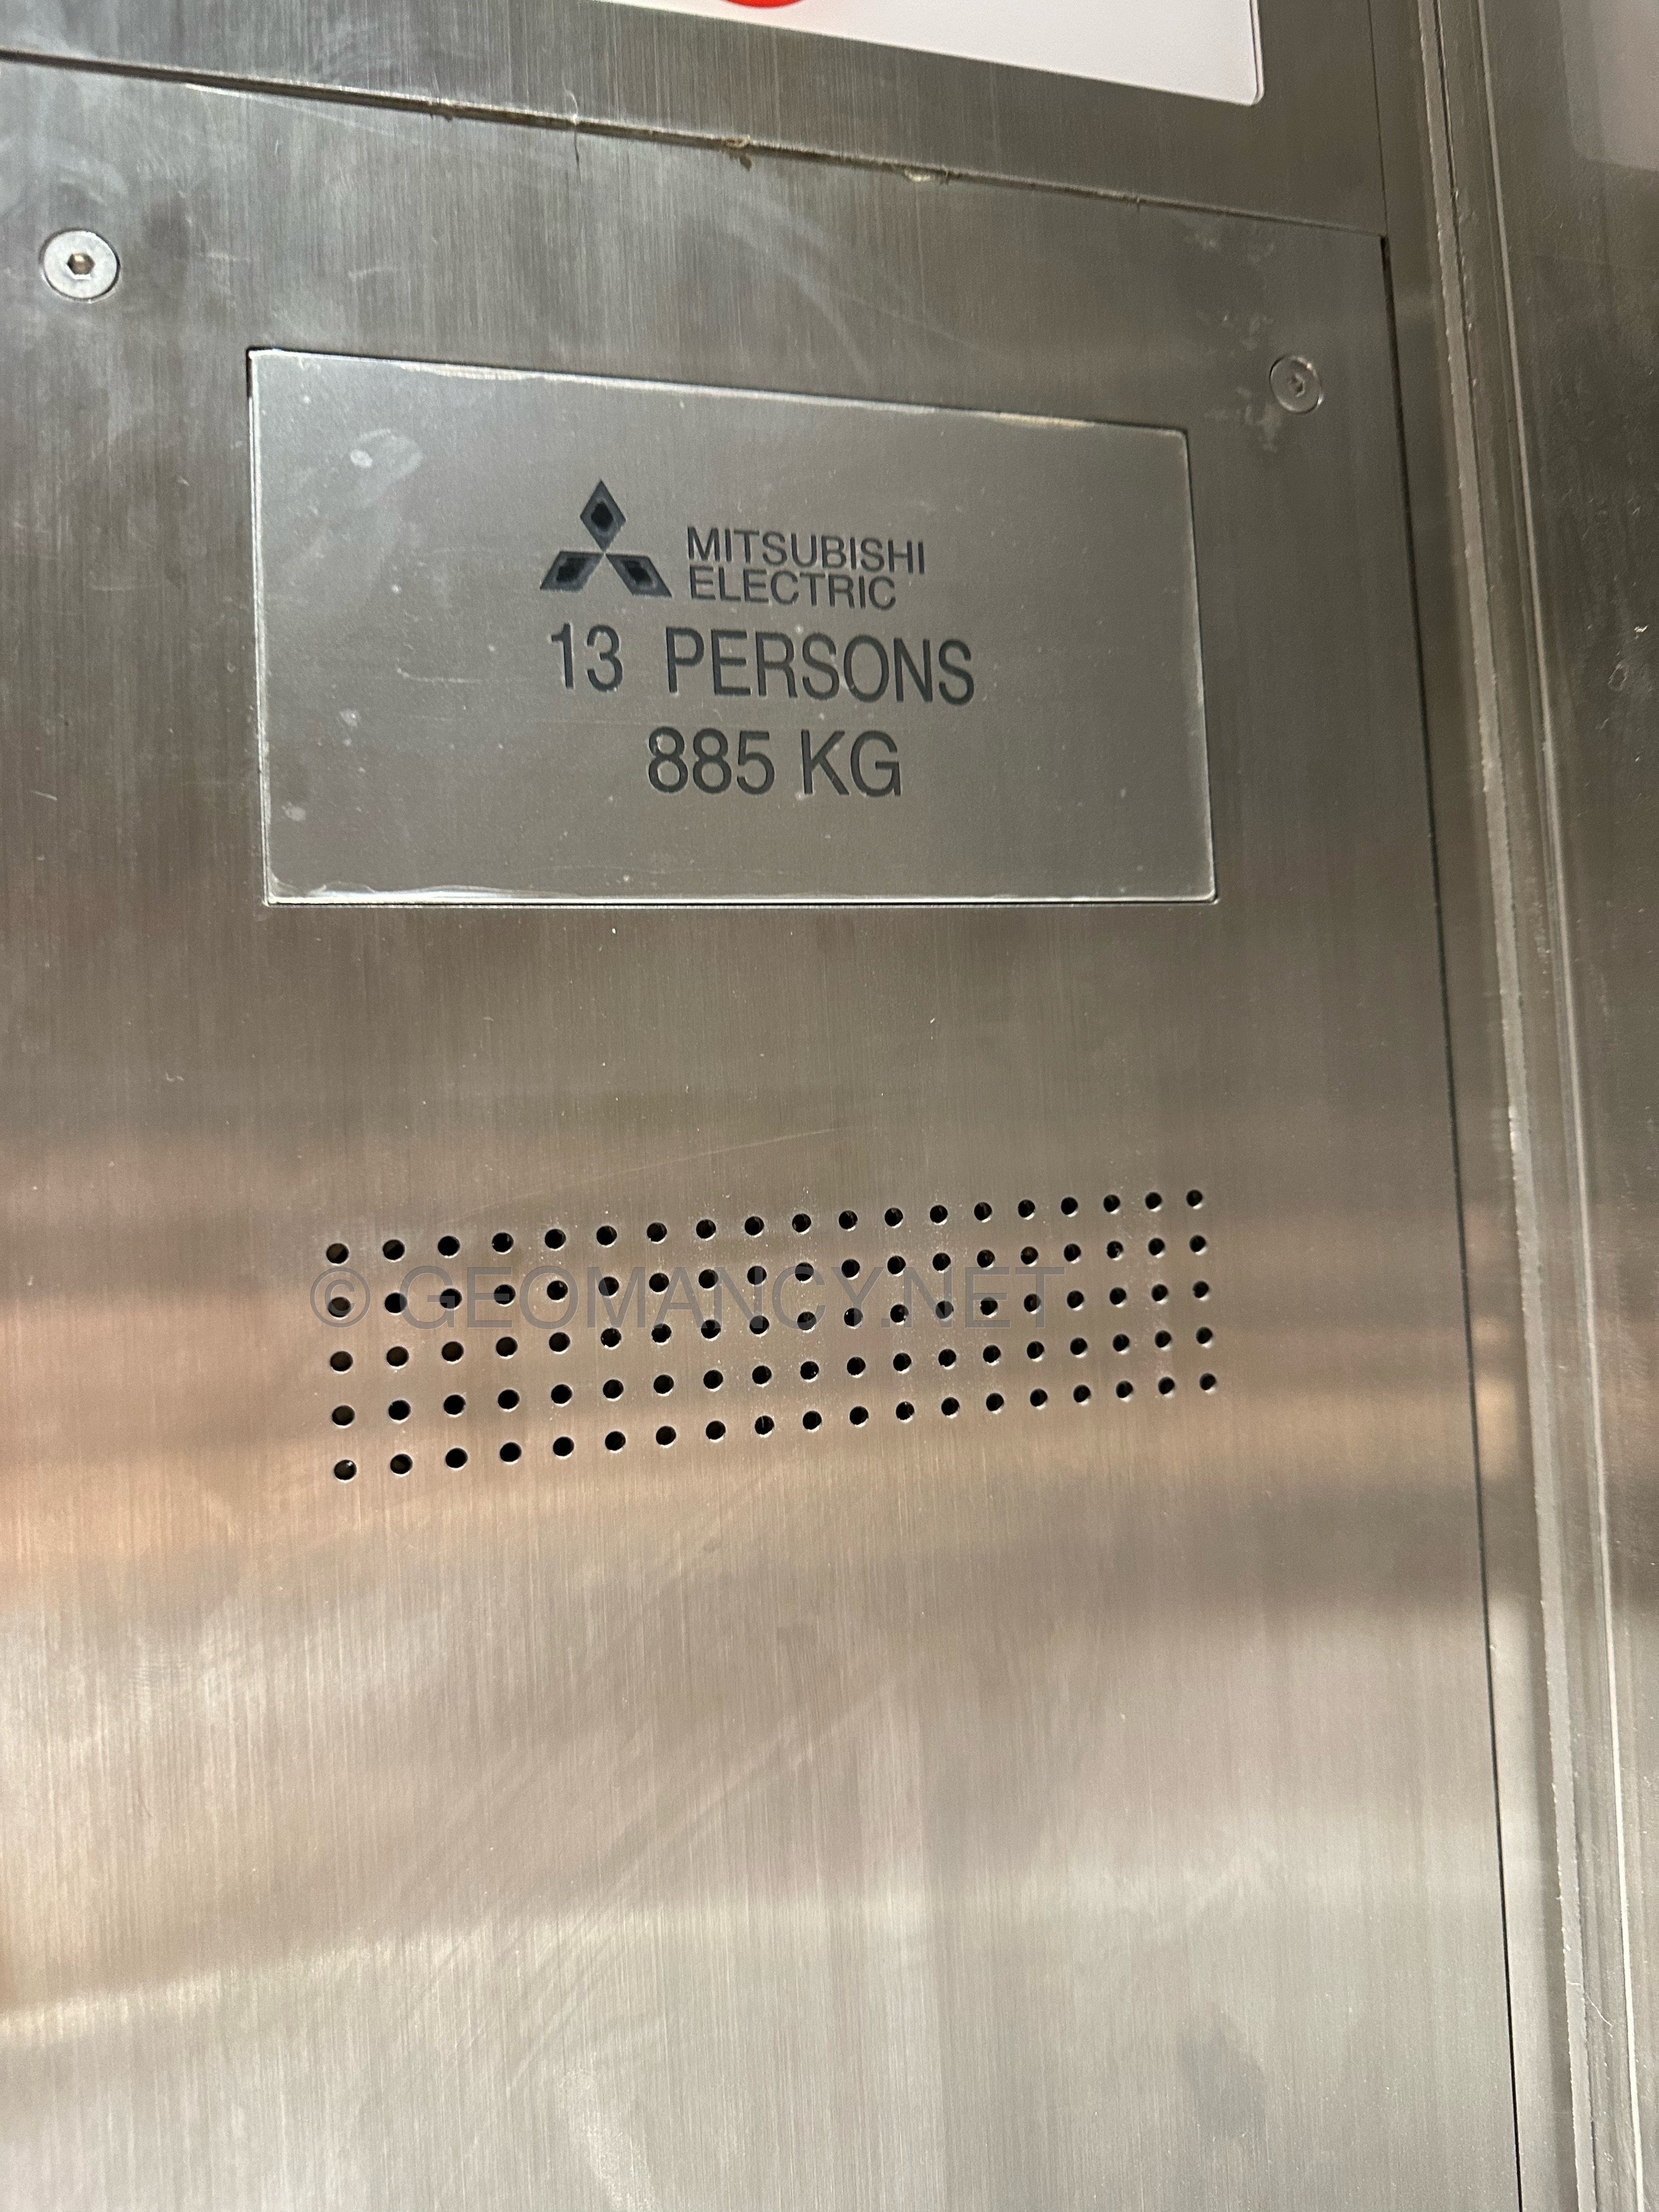 MITSUBISHI
ELECTRIC
13 PERSONS
885 KG
© GEOMANCY.NET